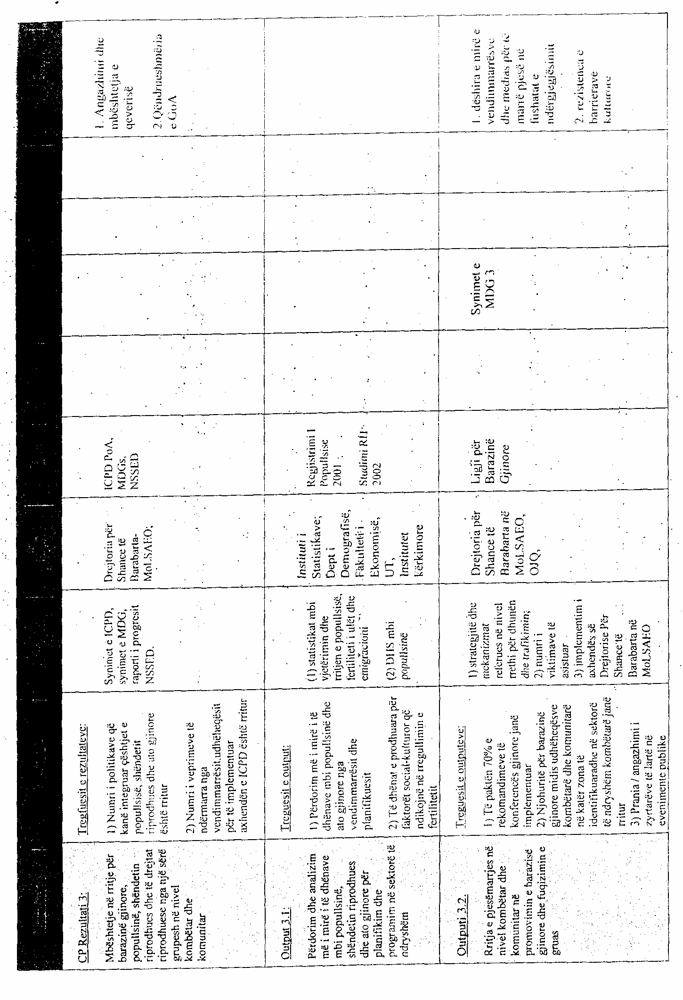 CP Rezultati 3:
Mbështetje në rritje për
barazinë gjinore,
popullsinë, shëndetin
riprodhues dhe të drejtat
riprodhuese nga një sërë
grupesh në nivel
kombëtar dhe
komunitar
Treguesit e rezultateve:
1) Numri i politikave që
kanë integruar çështjet e
popullsisë, shëndetit
riprodhues dhe ato gjinore
është rritur
2) Numri i veprimeve të
ndërmarra nga
vendimmarrësit.udhëheqësit
për të implementuar
axhendën e ICPD është rritur
Synimet e ICPD,
synimet e MDG,
raporti i progresit
NSSED.
Drejtoria për
Shance të
Barabarta-
MoLSAEO;
ICPD PoA,
MDGs,
NSSED
1. Angazhimi dhe
mbështetja e
qeverisë
2.Qëndrueshmëria
e GoA
Output 3.1:
Përdorim dhe analizim
më i mirë i të dhënave
mbi popullsinë,
shëndetin riprodhues
dhe ato gjinore për
planifikim dhe
programim në sektorë të
ndryshëm
Treguesit e output:
1) Përdorim më i mirë i të
dhënave mbi popullsinë dhe
ato gjinore nga
vendimmarrësit dhe
planifikuesit
2) Të dhënat e prodhuara për
faktorët social-kulturor që
ndikojnë në rregullimin e
fertilitetit
(1) statistikat mbi
vjetërimin dhe
rritjen e popullsisë,
fertiliteti i ulët dhe
emigracioni
(2) DHS mbi
popullsinë
Instituti i
Statistikave;
Dept i
Demografisë,
Fakulteti i
Ekonomisë,
UT,
Institutet
kërkimore
Regjistrimi I
Popullsise
2001
Studimi RH
2002
Outputi 3.2.
Rritja e pjesëmarrjes në
nivel kombëtar dhe
komunitar në
promovimin e barazisë
gjinore dhe fuqizimin e
gruas
Treguesit e outputeve:
1) Të paktën 70% e
rekomandimeve të
konferencës gjinore janë
implementuar
2) Njohuritë për barazinë
gjinore midis udhëheqësve
kombëtarë dhe komunitarë
në katër zona të
identifikuaradhe në sektorë
të ndryshëm kombëtarë janë
rritur
3) Prania / angazhimi i
zyrtarëve të lartë në
evenimente publike
1) strategjitë dhe
mekanizmat
referues në nivel
rrethi për dhunën
dhe trafikimin;
2) numri i
viktimave të
asistuar
3) implementim i
axhendës së
Drejtorise Për
Shance të
Barabarta në
MoLSAEO
Drejtoria për
Shance të
Barabarta në
MoLSAEO,
OJQ,
Ligji për
Barazinë
Gjinore
Synimet e
MDG 3
1. dëshira e mirë e
vendimmarrësve
dhe medias për të
marrë pjesë në
fushatat e
ndërgjegjësimit
2. rezistenca e
barrierave
kulturore